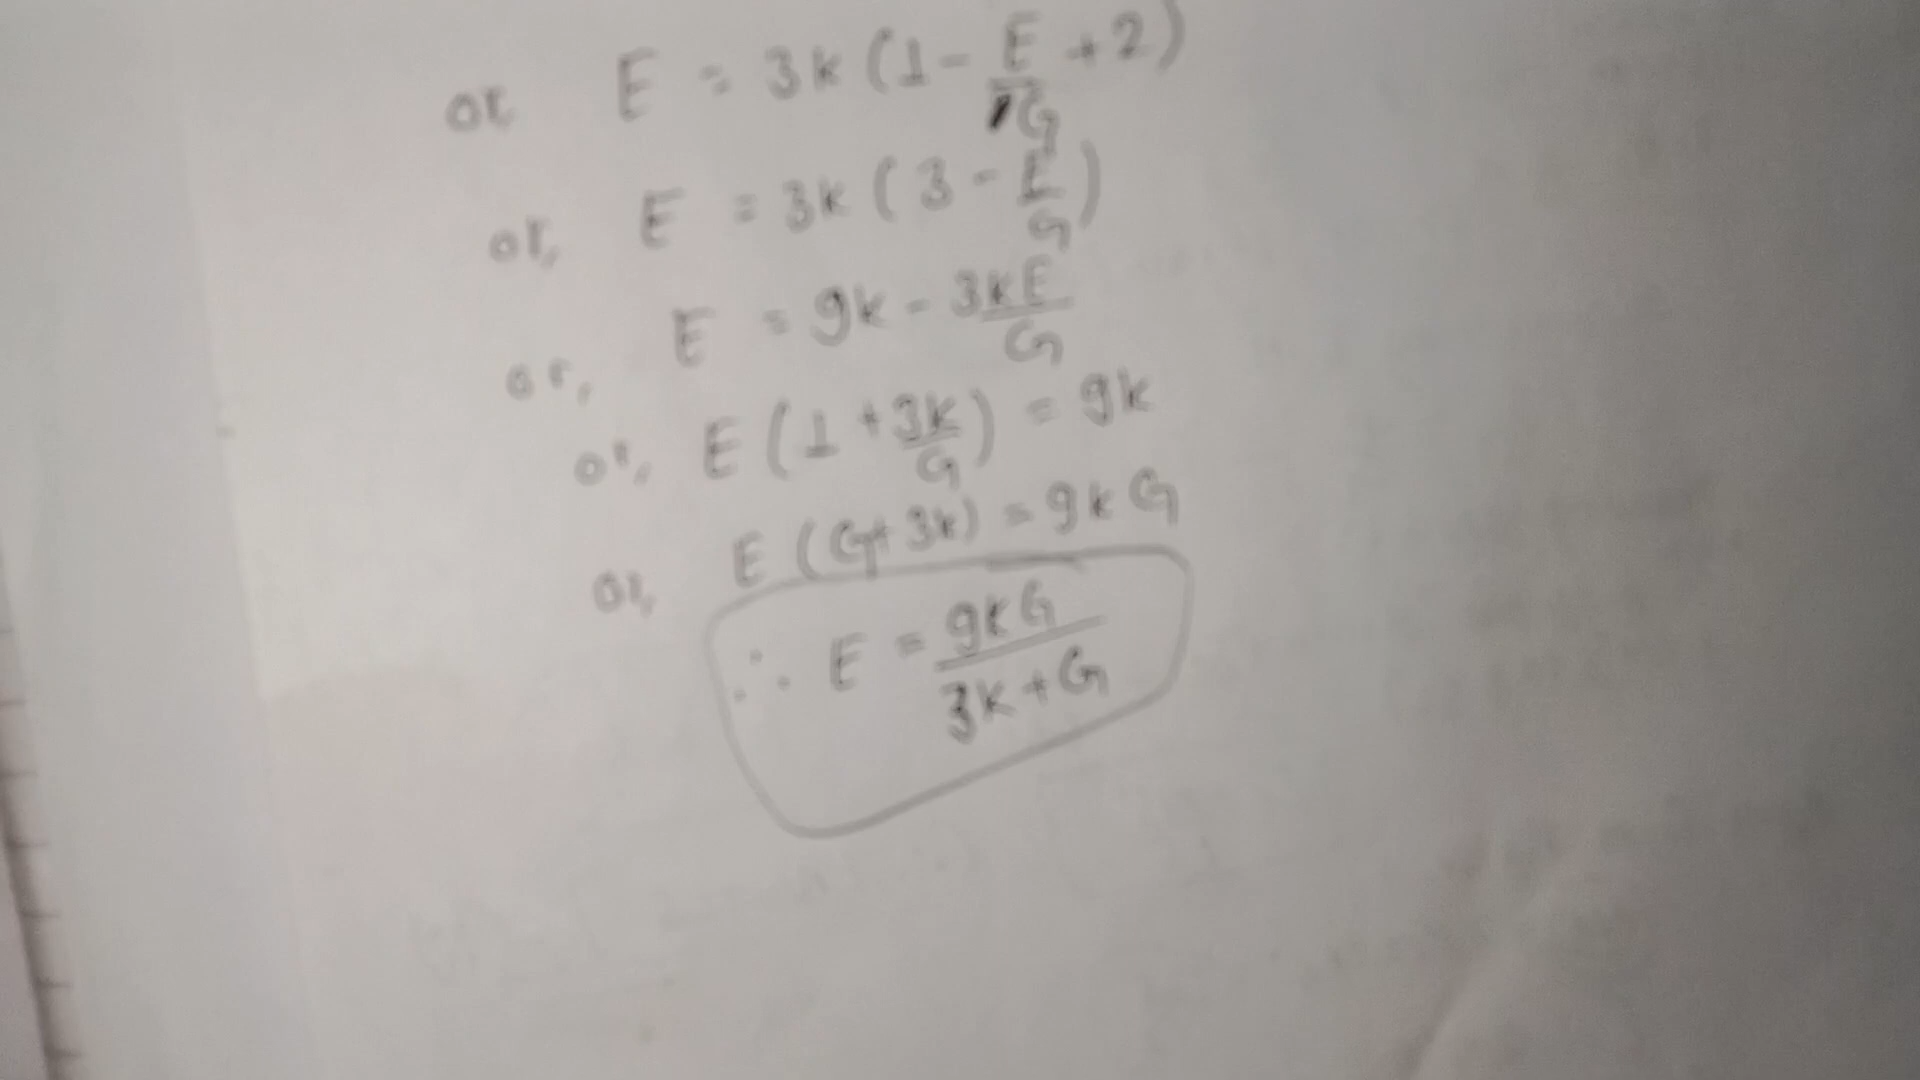 or, E = 3k (1 - E/G + 2)
or, E = 3k (3 - E/G)
or, E = 9k - 3kE/G
or, E (1 + 3k/G) = 9k
or, E (G + 3k) = 9kG
∴ E = 9kG/3k+G